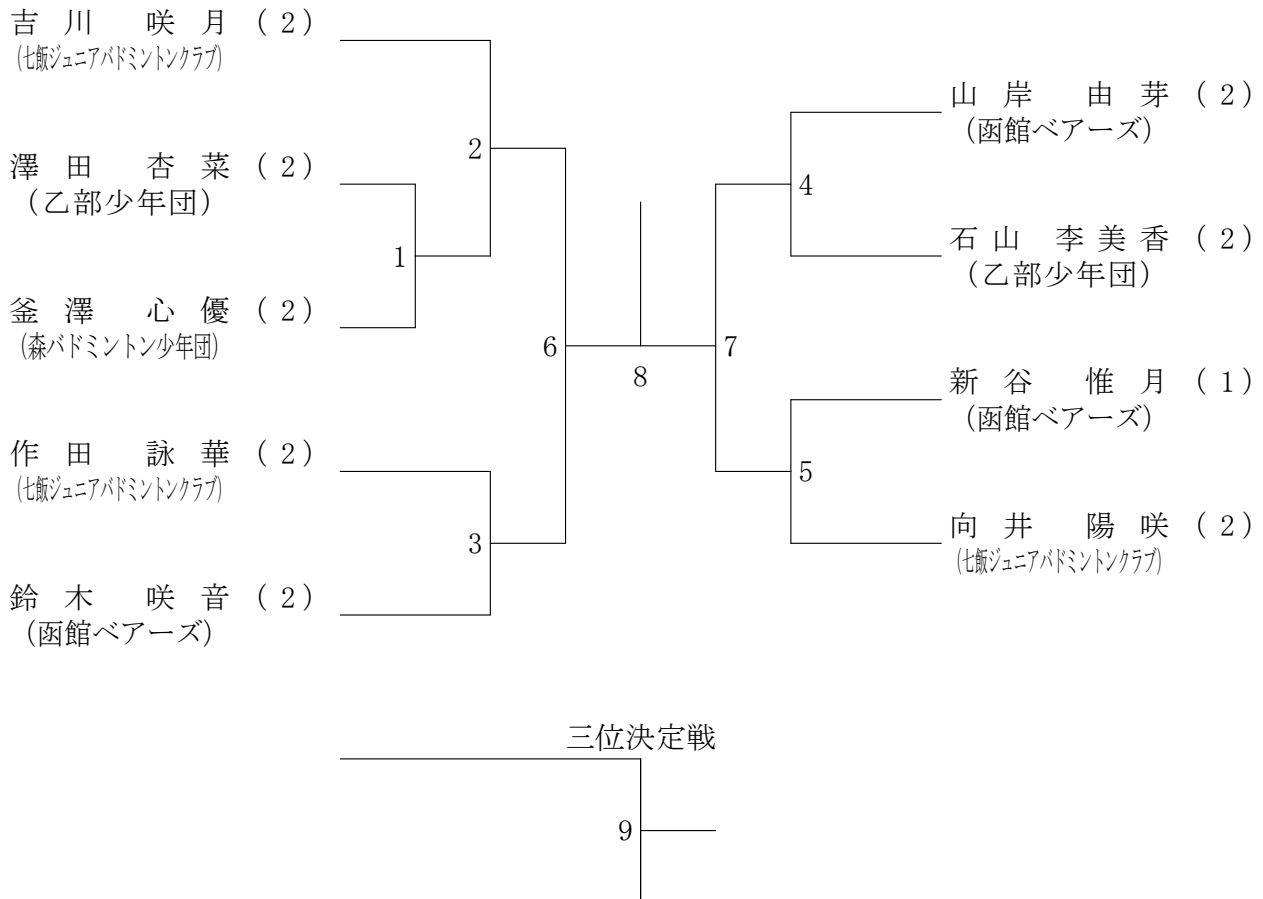 吉川　咲月（２）
(七飯ジュニアバドミントンクラブ)
澤田　杏菜（２）
（乙部少年団）
釜澤　心優（２）
(森バドミントン少年団)
作田　詠華（２）
(七飯ジュニアバドミントンクラブ)
鈴木　咲音（２）
（函館ベアーズ）
2
1
3
6
8
7
4
5
山岸　由芽（２）
（函館ベアーズ）
石山　李美香（２）
（乙部少年団）
新谷　惟月（１）
（函館ベアーズ）
向井　陽咲（２）
(七飯ジュニアバドミントンクラブ)
三位決定戦
9